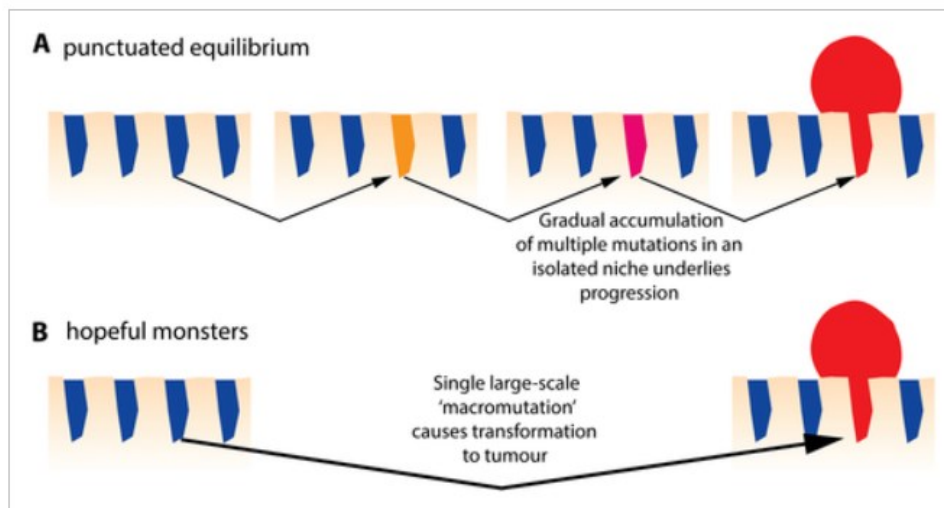 A punctuated equilibrium
Gradual accumulation
of multiple mutations in an
isolated niche underlies
progression
B hopeful monsters
Single large-scale
'macromutation'
causes transformation
to tumour